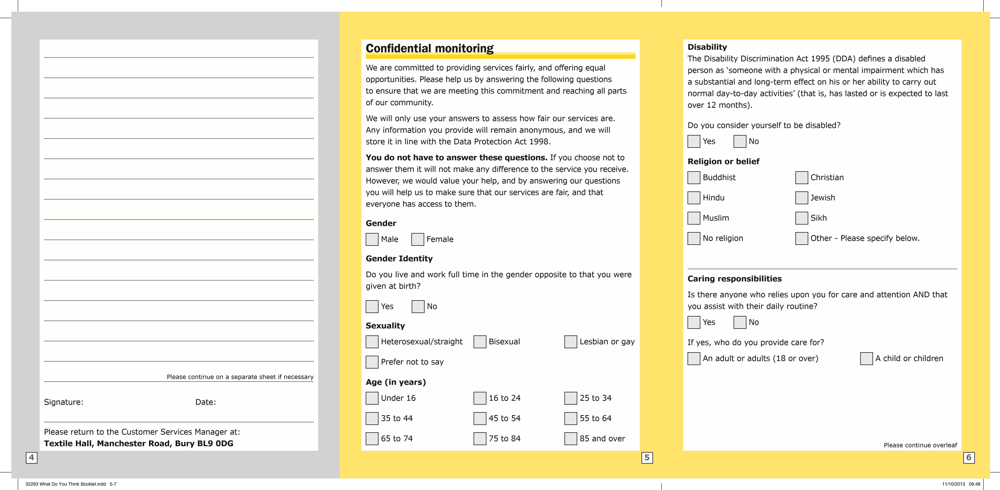 Please continue on a separate sheet if necessary
Signature: Date:
Please return to the Customer Services Manager at:
Textile Hall, Manchester Road, Bury BL9 0DG
4
Confidential monitoring
We are committed to providing services fairly, and offering equal
opportunities. Please help us by answering the following questions
to ensure that we are meeting this commitment and reaching all parts
of our community.
We will only use your answers to assess how fair our services are.
Any information you provide will remain anonymous, and we will
store it in line with the Data Protection Act 1998.
You do not have to answer these questions. If you choose not to
answer them it will not make any difference to the service you receive.
However, we would value your help, and by answering our questions
you will help us to make sure that our services are fair, and that
everyone has access to them.
Gender
Male Female
Gender Identity
Do you live and work full time in the gender opposite to that you were
given at birth?
Yes No
Sexuality
Heterosexual/straight Bisexual Lesbian or gay
Prefer not to say
Age (in years)
Under 16 16 to 24 25 to 34
35 to 44 45 to 54 55 to 64
65 to 74 75 to 84 85 and over
5
Disability
The Disability Discrimination Act 1995 (DDA) defines a disabled
person as ‘someone with a physical or mental impairment which has
a substantial and long-term effect on his or her ability to carry out
normal day-to-day activities’ (that is, has lasted or is expected to last
over 12 months).
Do you consider yourself to be disabled?
Yes No
Religion or belief
Buddhist Christian
Hindu Jewish
Muslim Sikh
No religion Other - Please specify below.
Caring responsibilities
Is there anyone who relies upon you for care and attention AND that
you assist with their daily routine?
Yes No
If yes, who do you provide care for?
An adult or adults (18 or over) A child or children
Please continue overleaf
6
32293 What Do You Think Booklet.indd 5-7
11/10/2013 09:48